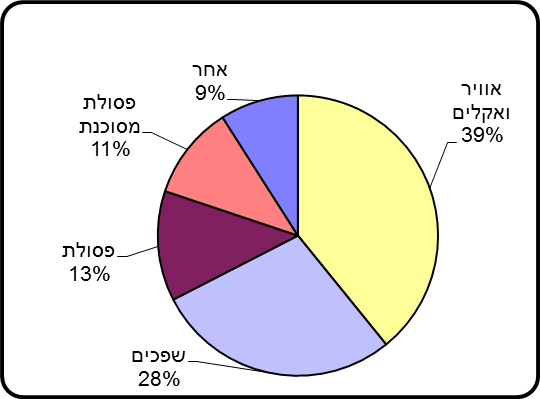 אוויר
ואקלים
39%
שפכים
28%
פסולת
13%
פסולת
מסוכנת
11%
אחר
9%